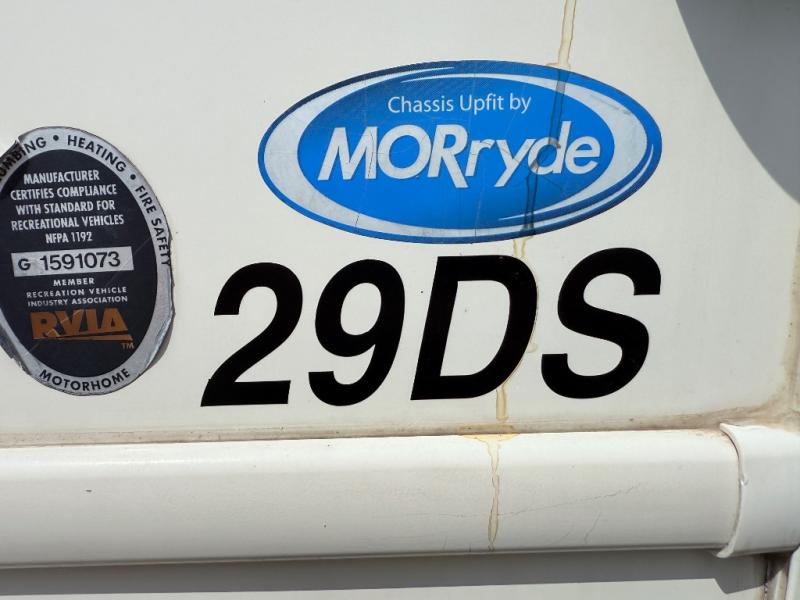 Chassis Upfit by
MORryde
29DS
HEATING • FIRE SAFETY
MANUFACTURER
CERTIFIES COMPLIANCE
WITH STANDARD FOR
RECREATIONAL VEHICLES
NFPA 1192
G 1591073
MEMBER
RECREATION VEHICLE
INDUSTRY ASSOCIATION
RVIA
TM
MOTORHOME